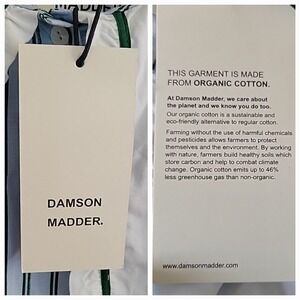 MADDER
DAMSON
MADDER.
THIS GARMENT IS MADE
FROM ORGANIC COTTON.
At Damson Madder, we care about
the planet and we know you do too.
Our organic cotton is a sustainable and
eco-friendly alternative to regular cotton.
Farming without the use of harmful chemicals
and pesticides allows farmers to protect
themselves and the environment. By working
with nature, farmers build healthy soils which
store carbon and help to combat climate
change. Organic cotton emits up to 46%
less greenhouse gas than non-organic.
www.damsonmadder.com